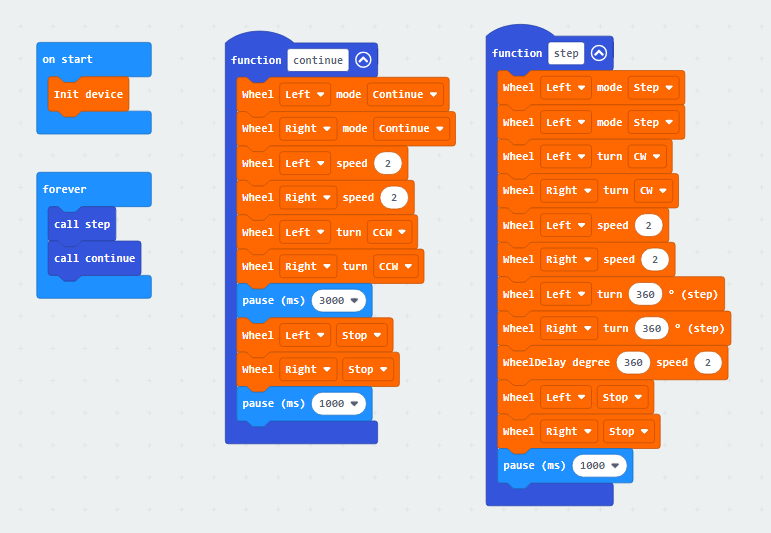 on start
Init device
forever
call step
call continue
function continue
Wheel Left mode Continue
Wheel Right mode Continue
Wheel Left speed 2
Wheel Right speed 2
Wheel Left turn CCW
Wheel Right turn CCW
pause (ms) 3000
Wheel Left Stop
Wheel Right Stop
pause (ms) 1000
function step
Wheel Left mode Step
Wheel Left mode Step
Wheel Left turn CW
Wheel Right turn CW
Wheel Left speed 2
Wheel Right speed 2
Wheel Left turn 360 ° (step)
Wheel Right turn 360 ° (step)
WheelDelay degree 360 speed 2
Wheel Left Stop
Wheel Right Stop
pause (ms) 1000